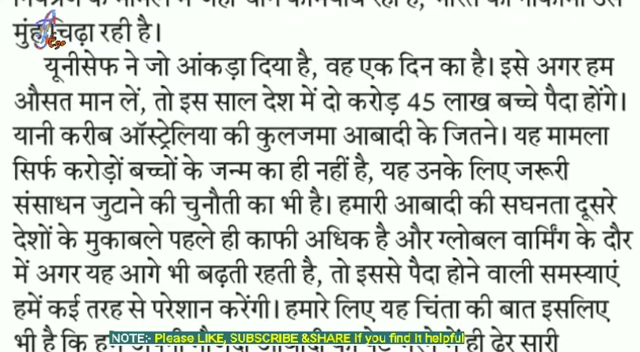 मुंह चिढ़ा रही है।
यूनीसेफ ने जो आंकड़ा दिया है, वह एक दिन का है। इसे अगर हम
औसत मान लें, तो इस साल देश में दो करोड़ 45 लाख बच्चे पैदा होंगे।
यानी करीब ऑस्ट्रेलिया की कुलजमा आबादी के जितने। यह मामला
सिर्फ करोड़ों बच्चों के जन्म का ही नहीं है, यह उनके लिए जरूरी
संसाधन जुटाने की चुनौती का भी है। हमारी आबादी की सघनता दूसरे
देशों के मुकाबले पहले ही काफी अधिक है और ग्लोबल वार्मिंग के दौर
में अगर यह आगे भी बढ़ती रहती है, तो इससे पैदा होने वाली समस्याएं
हमें कई तरह से परेशान करेंगी। हमारे लिए यह चिंता की बात इसलिए
भी है कि ही ढेर सारी
NOTE:- Please LIKE, SUBSCRIBE &SHARE if you find it helpful